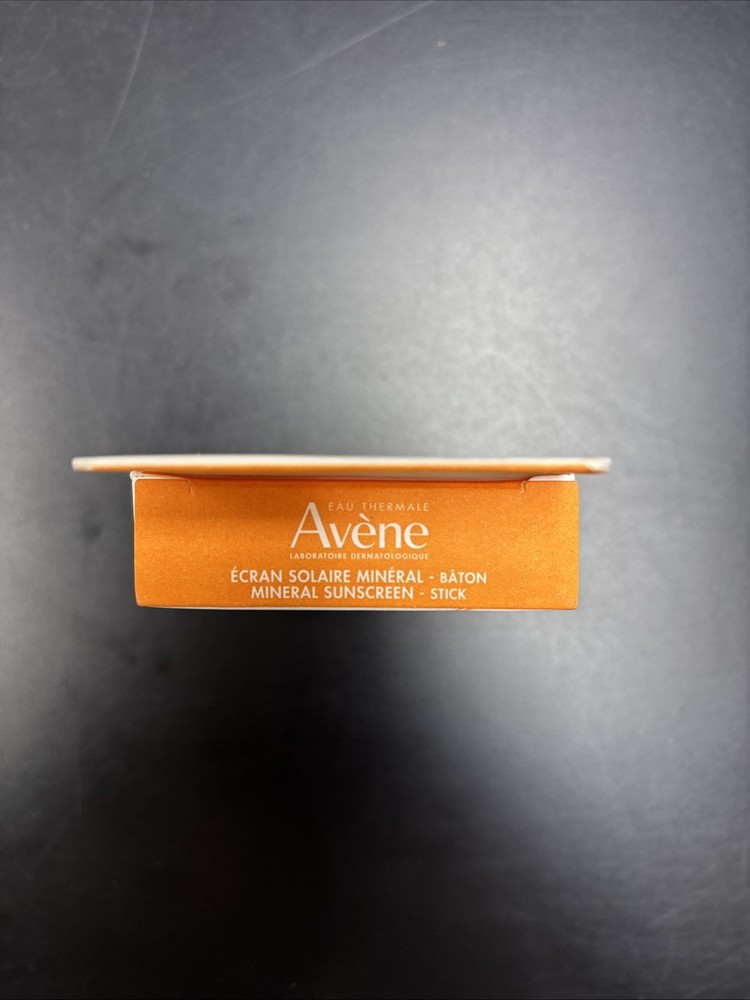 EAU THERMALE
Avène
LABORATOIRE DERMATOLOGIQUE
ÉCRAN SOLAIRE MINÉRAL - BÂTON
MINERAL SUNSCREEN - STICK